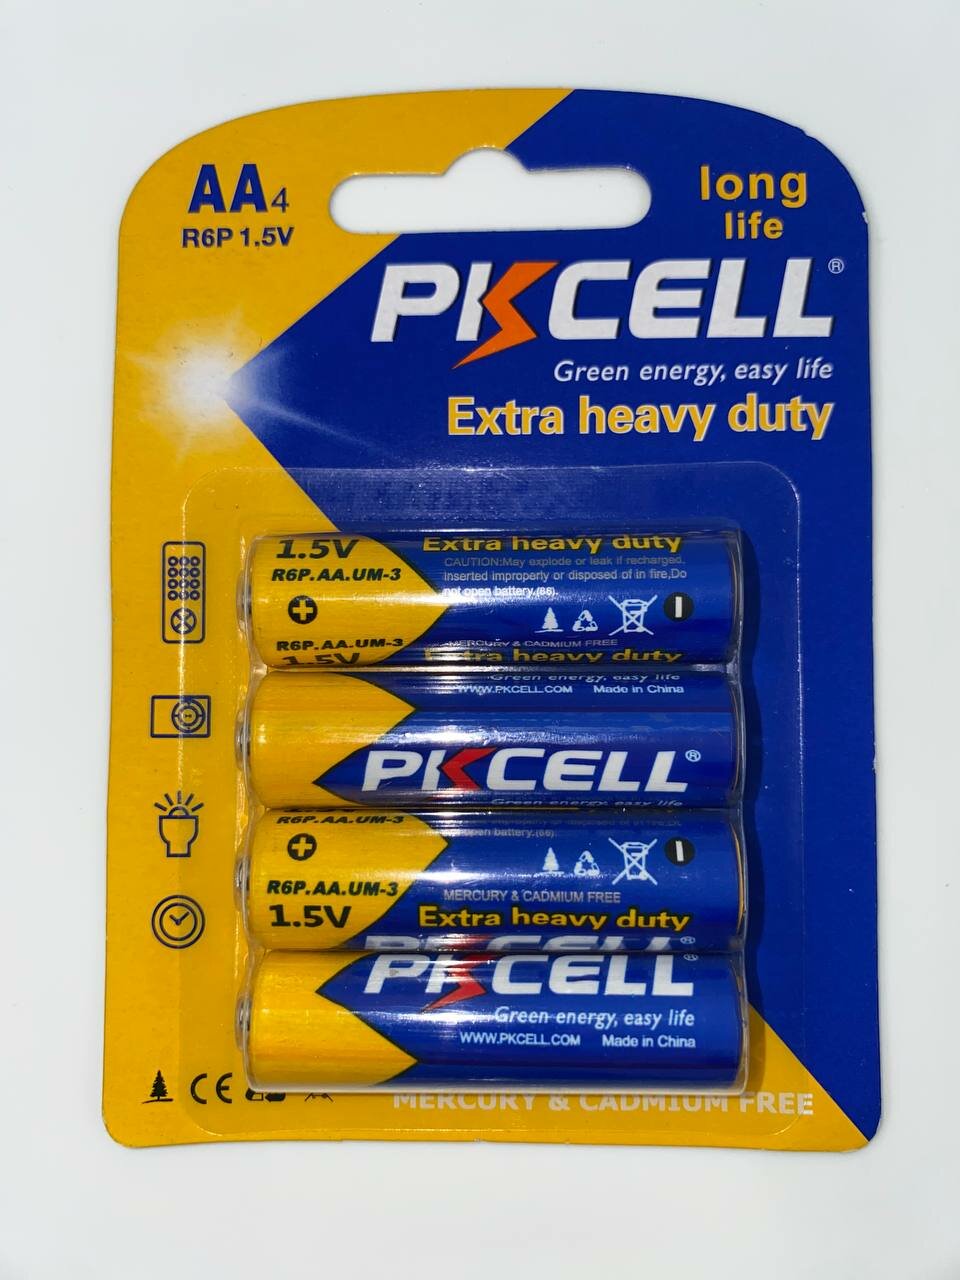 AA4
R6P 1.5V
long
life
PKCELL®
Green energy, easy life
Extra heavy duty
1.5V
R6P.AA.UM-3
R6P.AA.UM-3
1.5V
Extra heavy duty
CAUTION:May explode or leak if recharged,
Inserted improperly or disposed of in fire,Do
not open battery.(86).
MERCURY & CADMIUM FREE
Extra heavy duty
Green energy, easy life
WWW.PKCELL.COM Made in China
PKCELL®
Green energy, easy life
R6P.AA.UM-3
R6P.AA.UM-3
1.5V
open battery.(86).
MERCURY & CADMIUM FREE
Extra heavy duty
PKCELL®
PKCELL®
Green energy, easy life
WWW.PKCELL.COM Made in China
CE
MERCURY & CADMIUM FREE